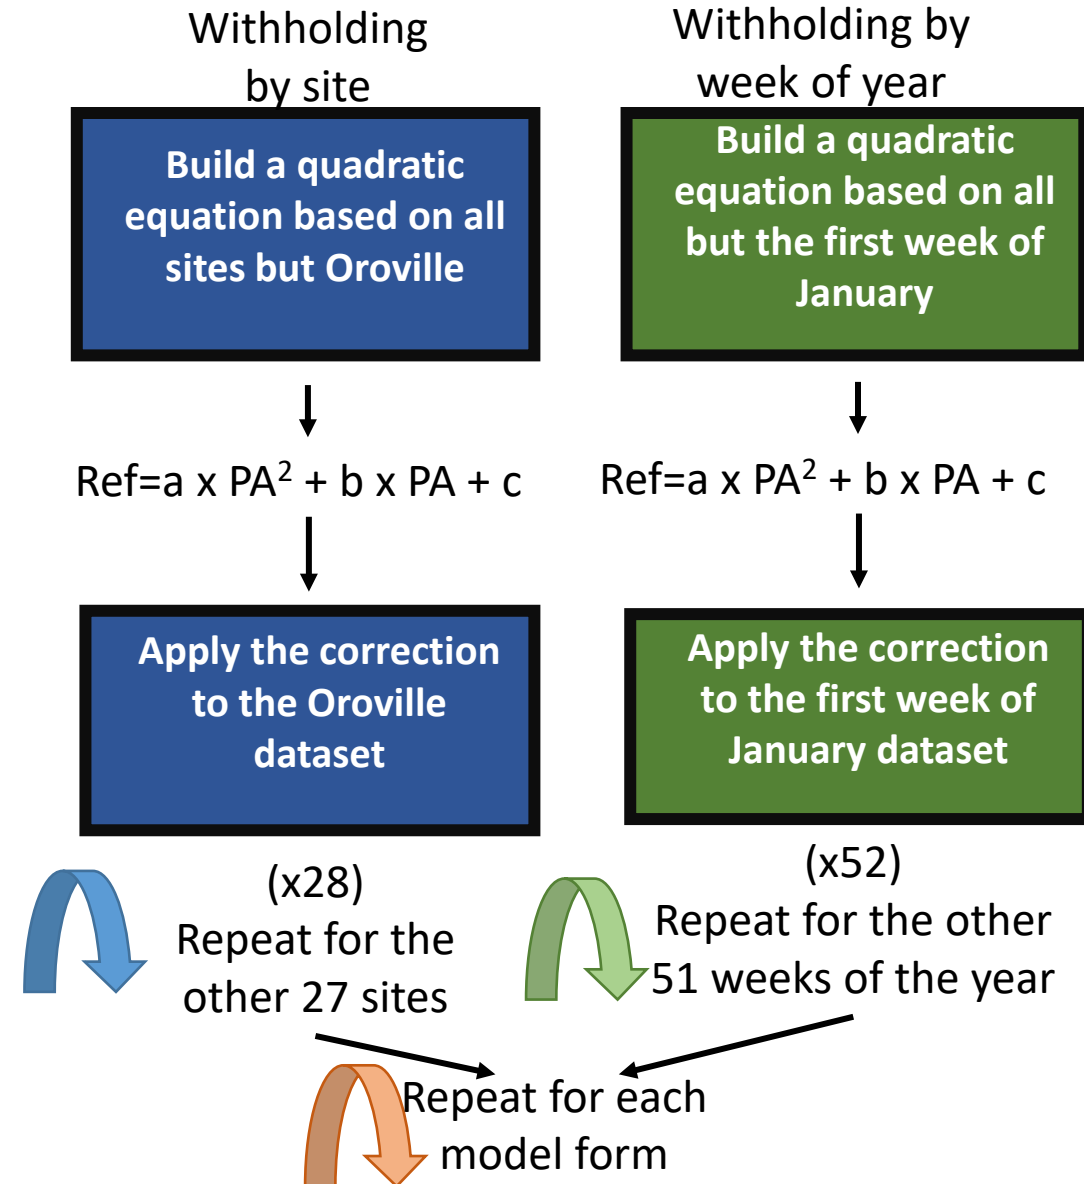 Withholding
by site
Build a quadratic
equation based on all
sites but Oroville
Ref=a x PA² + b x PA + c
Apply the correction
to the Oroville
dataset
(x28)
Repeat for the
other 27 sites
Withholding by
week of year
Build a quadratic
equation based on all
but the first week of
January
Ref=a x PA² + b x PA + c
Apply the correction
to the first week of
January dataset
(x52)
Repeat for the other
51 weeks of the year
Repeat for each
model form